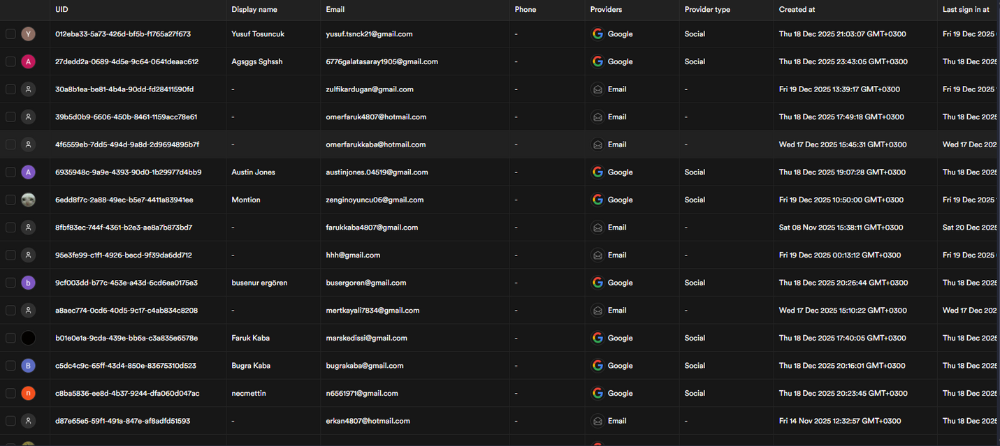 UID Display name Email Phone Providers Provider type Created at Last sign in at
Y 012eba33-5a73-426d-bf5b-f1765a27f673 Yusuf Tosuncuk yusuf.tsnck21@gmail.com - Google Social Thu 18 Dec 2025 21:03:07 GMT+0300 Fri 19 Dec 2025
A 27dedd2a-0689-4d5e-9c64-0641deaac612 Agsggs Sghssh 6776galatasaray1905@gmail.com - Google Social Thu 18 Dec 2025 23:43:05 GMT+0300 Thu 18 Dec 2025
30a8b1ea-be81-4b4a-90dd-fd28411590fd - zulfikardugan@gmail.com - Email - Fri 19 Dec 2025 13:39:17 GMT+0300 Fri 19 Dec 2025
39b5d0b9-6606-450b-8461-1159acc78e61 - omerfaruk4807@hotmail.com - Email - Thu 18 Dec 2025 17:49:18 GMT+0300 Thu 18 Dec 2025
4f6559eb-7dd5-494d-9a8d-2d9694895b7f - omerfarukkaba@hotmail.com - Email - Wed 17 Dec 2025 15:45:31 GMT+0300 Wed 17 Dec 202
A 6935948c-9a9e-4393-90d0-1b29977d4bb9 Austin Jones austinjones.04519@gmail.com - Google Social Thu 18 Dec 2025 19:07:28 GMT+0300 Thu 18 Dec 2025
6edd8f7c-2a88-49ec-b5e7-4411a83941ee Montion zenginoyuncu06@gmail.com - Google Social Fri 19 Dec 2025 10:50:00 GMT+0300 Fri 19 Dec 2025
8fbf83ec-744f-4361-b2e3-ae8a7b873bd7 - farukkaba4807@gmail.com - Email - Sat 08 Nov 2025 15:38:11 GMT+0300 Sat 20 Dec 2025
95e3fe99-c1f1-4926-becd-9f39da6dd712 - hhh@gmail.com - Email - Fri 19 Dec 2025 00:13:12 GMT+0300 Fri 19 Dec 2025
b 9cf003dd-b77c-453e-a43d-6cd6ea0175e3 busenur ergören busergoren@gmail.com - Google Social Thu 18 Dec 2025 20:26:44 GMT+0300 Thu 18 Dec 2025
a8aec774-0cd6-40d5-9c17-c4ab834c8208 - mertkayali7834@gmail.com - Email - Wed 17 Dec 2025 15:10:22 GMT+0300 Wed 17 Dec 202
b01e0e1a-9cda-439e-bb6a-c3a835e6578e Faruk Kaba marskedissi@gmail.com - Google Social Thu 18 Dec 2025 17:40:05 GMT+0300 Thu 18 Dec 2025
B c5dc4c9c-65ff-43d4-850e-83675310d523 Bugra Kaba bugrakaba@gmail.com - Google Social Thu 18 Dec 2025 20:16:01 GMT+0300 Thu 18 Dec 2025
n c8ba5836-ee8d-4b37-9244-dfa060d047ac necmettin n6561971@gmail.com - Google Social Thu 18 Dec 2025 20:23:45 GMT+0300 Thu 18 Dec 2025
d87e65e5-59f1-491a-847e-af8adfd51593 - erkan4807@hotmail.com - Email - Fri 14 Nov 2025 12:32:57 GMT+0300 Thu 18 Dec 2025